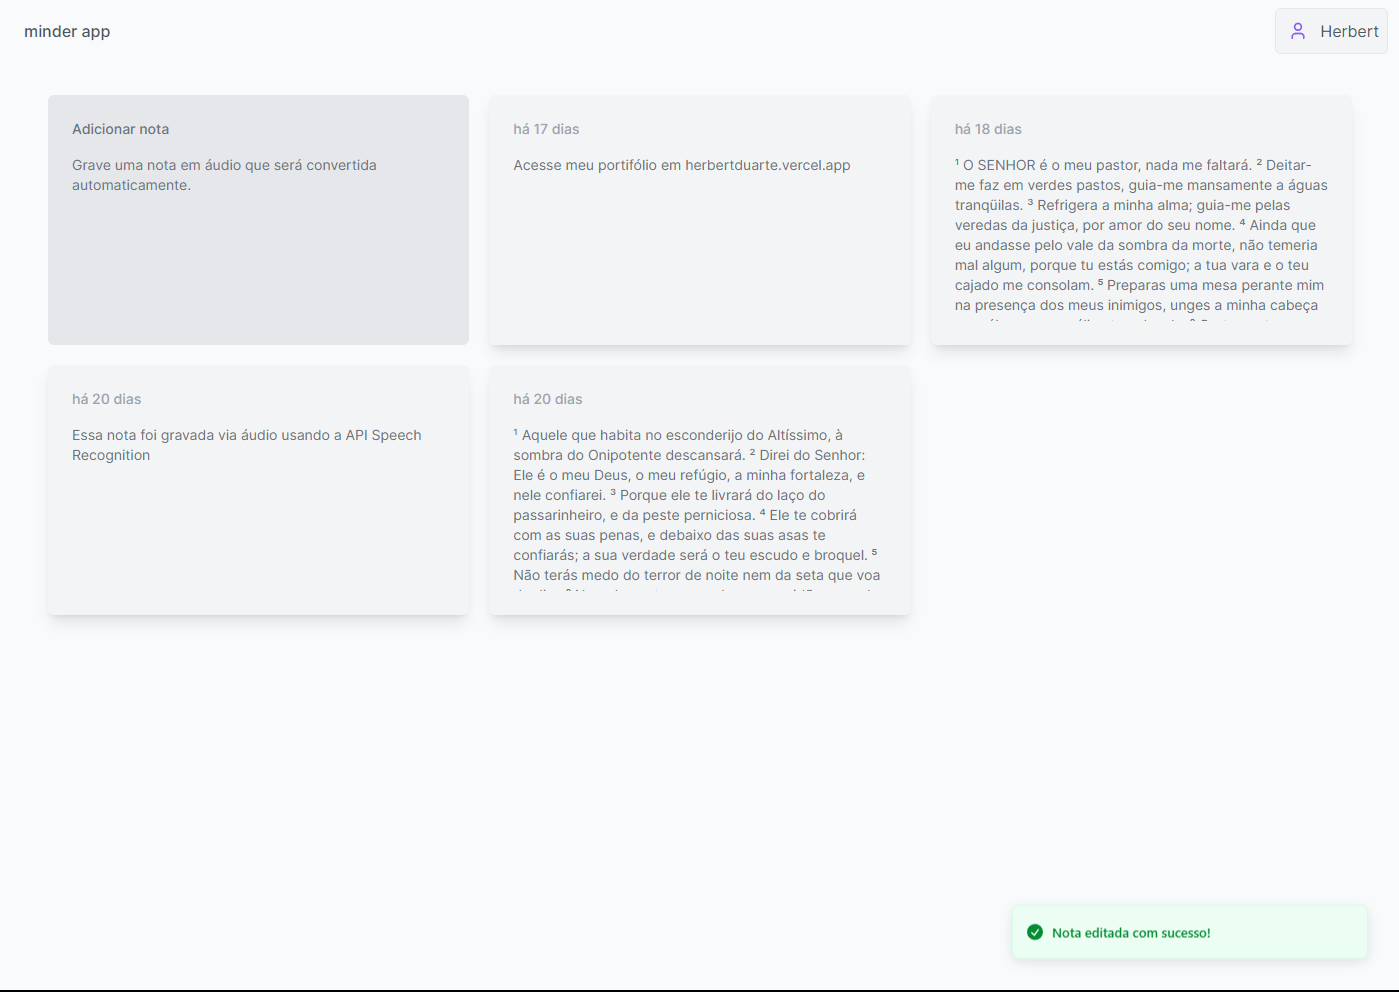 minder app
Herbert
Adicionar nota
Grave uma nota em áudio que será convertida
automaticamente.
há 17 dias
Acesse meu portifólio em herbertduarte.vercel.app
há 18 dias
¹ O SENHOR é o meu pastor, nada me faltará. ² Deitar-
me faz em verdes pastos, guia-me mansamente a águas
tranqüilas. ³ Refrigera a minha alma; guia-me pelas
veredas da justiça, por amor do seu nome. ⁴ Ainda que
eu andasse pelo vale da sombra da morte, não temeria
mal algum, porque tu estás comigo; a tua vara e o teu
cajado me consolam. ⁵ Preparas uma mesa perante mim
na presença dos meus inimigos, unges a minha cabeça
há 20 dias
Essa nota foi gravada via áudio usando a API Speech
Recognition
há 20 dias
¹ Aquele que habita no esconderijo do Altíssimo, à
sombra do Onipotente descansará. ² Direi do Senhor:
Ele é o meu Deus, o meu refúgio, a minha fortaleza, e
nele confiarei. ³ Porque ele te livrará do laço do
passarinheiro, e da peste perniciosa. ⁴ Ele te cobrirá
com as suas penas, e debaixo das suas asas te
confiarás; a sua verdade será o teu escudo e broquel. ⁵
Não terás medo do terror de noite nem da seta que voa
Nota editada com sucesso!